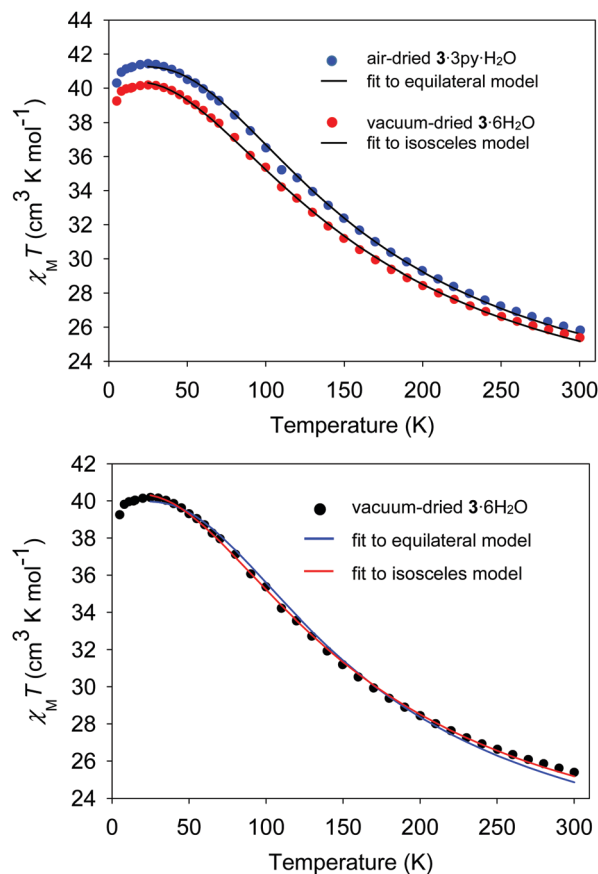 42
40
38
36
34
32
30
28
26
24
χM T (cm3 K mol−1)
air-dried 3·3py·H2O
fit to equilateral model
vacuum-dried 3·6H2O
fit to isosceles model
0 50 100 150 200 250 300
Temperature (K)
42
40
38
36
34
32
30
28
26
24
χM T (cm3 K mol−1)
vacuum-dried 3·6H2O
fit to equilateral model
fit to isosceles model
0 50 100 150 200 250 300
Temperature (K)